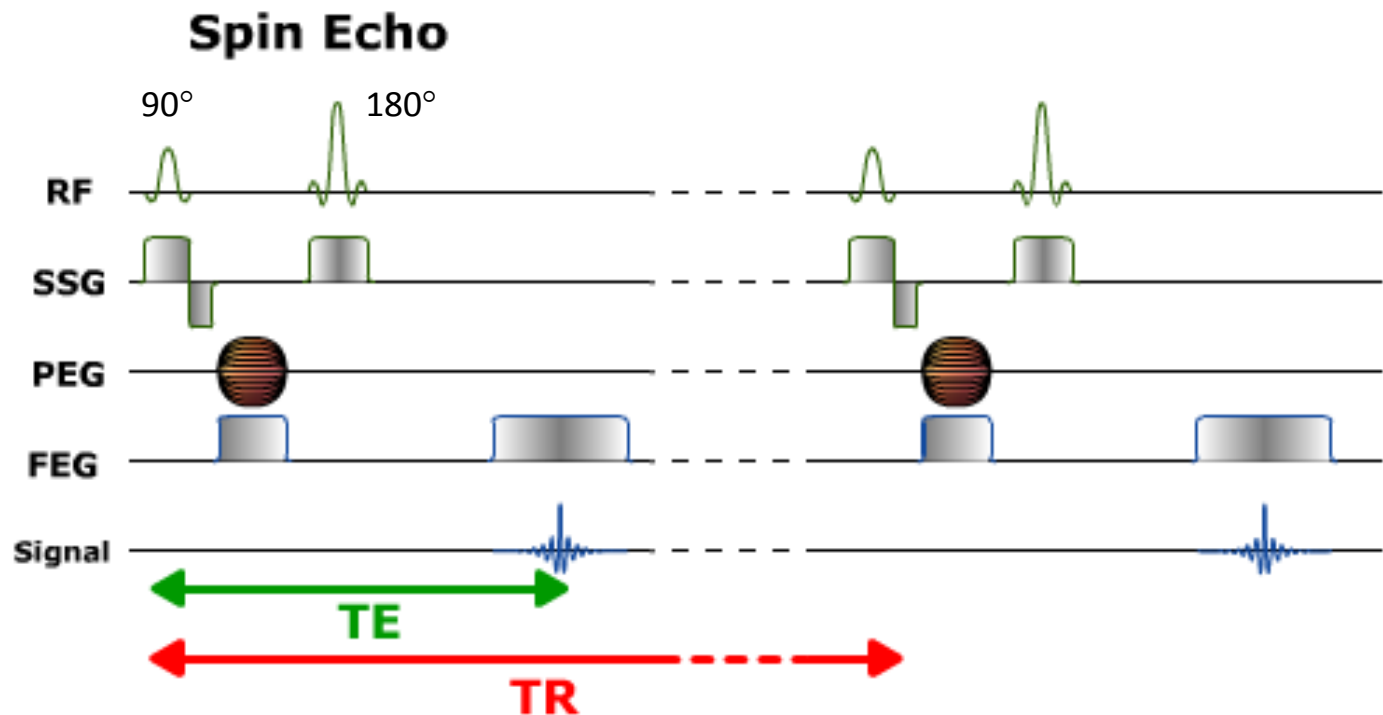 Spin Echo
90° 180°
RF
SSG
PEG
FEG
Signal
TE
TR